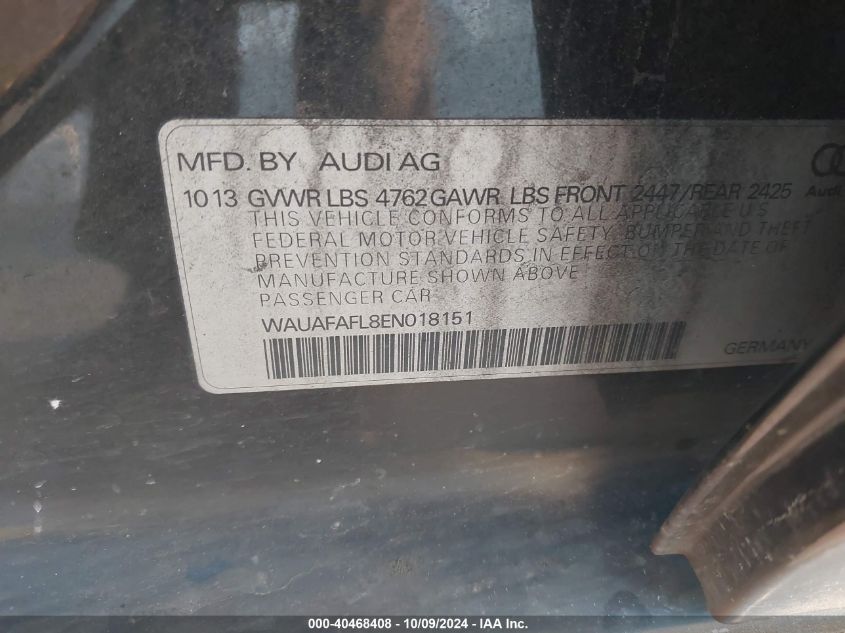 MFD. BY AUDI AG
10 13 GVWR LBS 4762 GAWR LBS FRONT 2447/REAR 2425
THIS VEHICLE CONFORMS TO ALL APPLICABLE U S
FEDERAL MOTOR VEHICLE SAFETY, BUMPER AND THEFT
PREVENTION STANDARDS IN EFFECT ON THE DATE OF
MANUFACTURE SHOWN ABOVE
PASSENGER CAR
WAUAFAFL8EN018151
GERMANY
000-40468408 - 10/09/2024 - IAA Inc.